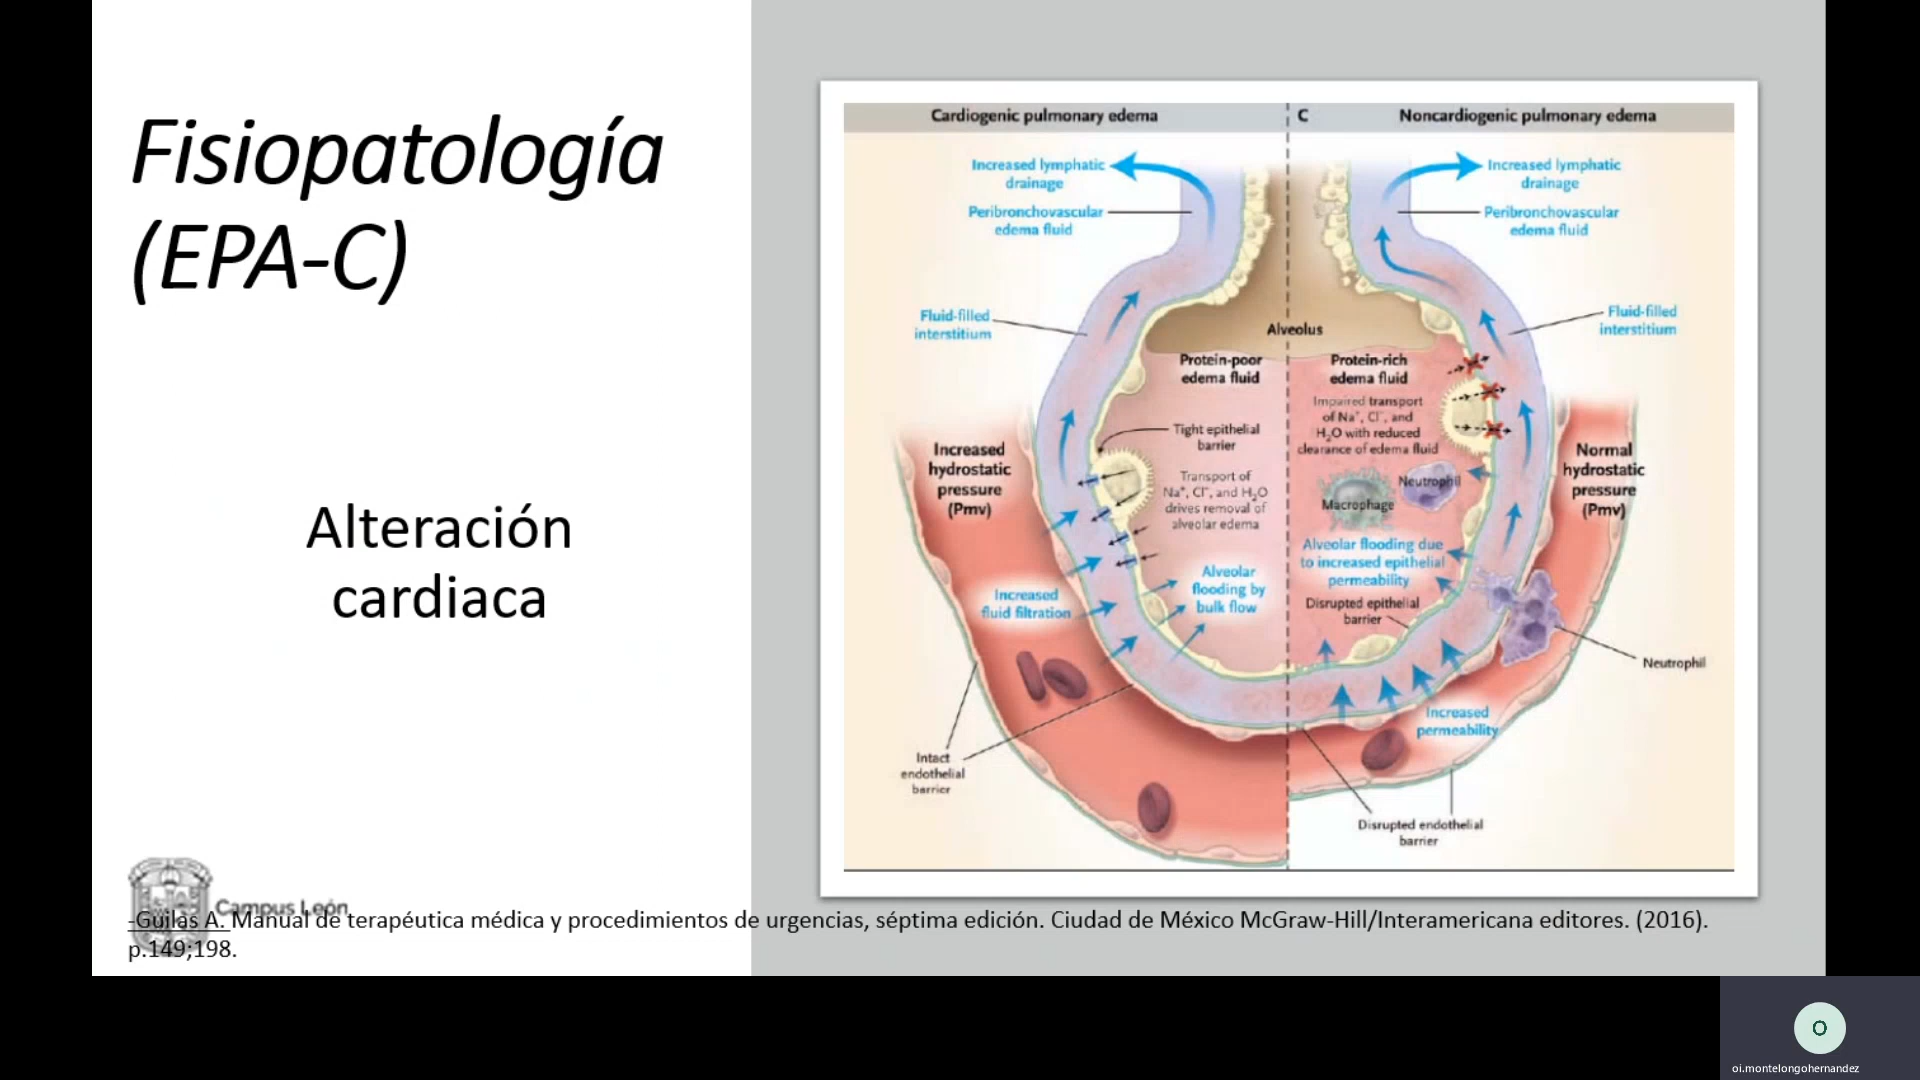 Fisiopatología
(EPA-C)
Alteración
cardiaca
Cardiogenic pulmonary edema
C
Noncardiogenic pulmonary edema
Increased lymphatic
drainage
Peribronchovascular
edema fluid
Fluid-filled
interstitium
Increased lymphatic
drainage
Peribronchovascular
edema fluid
Fluid-filled
interstitium
Alveolus
Protein-poor
edema fluid
Protein-rich
edema fluid
Impaired transport
of Na⁺, Cl⁻, and
H₂O with reduced
clearance of edema fluid
Tight epithelial
barrier
Transport of
Na⁺, Cl⁻, and H₂O
drives removal of
alveolar edema
Increased
hydrostatic
pressure
(Pmv)
Normal
hydrostatic
pressure
(Pmv)
Neutrophil
Macrophage
Alveolar flooding due
to increased epithelial
permeability
Alveolar
flooding by
bulk flow
Increased
fluid filtration
Disrupted epithelial
barrier
Neutrophil
Increased
permeability
Intact
endothelial
barrier
Disrupted endothelial
barrier
Campus León
-Guilas A. Manual de terapéutica médica y procedimientos de urgencias, séptima edición. Ciudad de México McGraw-Hill/Interamericana editores. (2016).
p.149;198.
O
oi.montelongohernandez